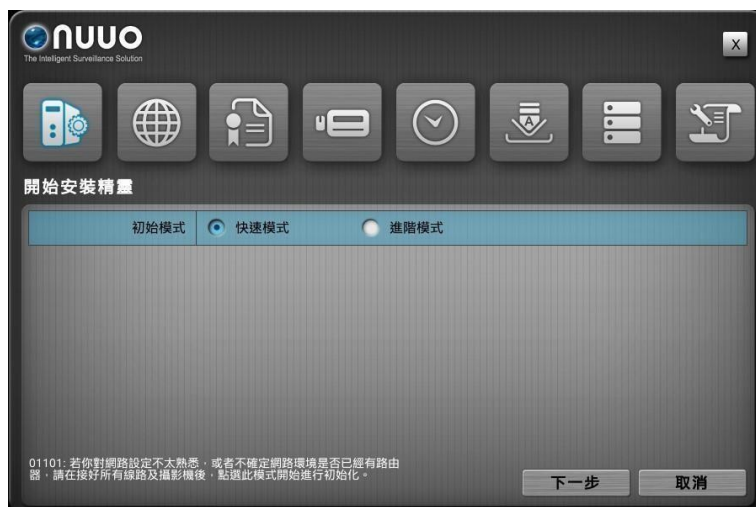 nuuo
The Intelligent Surveillance Solution
X
A
開始安裝精靈
初始模式 快速模式 進階模式
01101: 若你對網路設定不太熟悉，或者不確定網路環境是否已經有路由
器，請在接好所有線路及攝影機後，點選此模式開始進行初始化。
下一步 取消